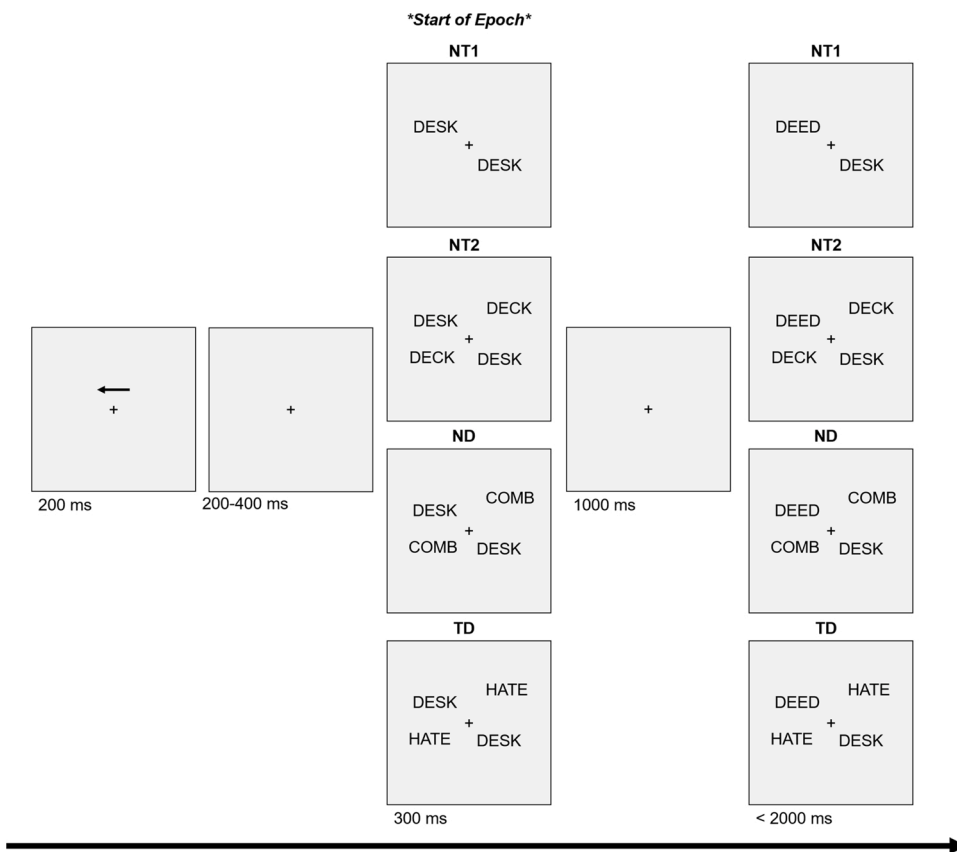 *Start of Epoch*
NT1
NT1
DESK
+
DESK
DEED
+
DESK
NT2
NT2
DESK DECK
+
DECK DESK
DEED DECK
+
DECK DESK
+
200 ms
+
200-400 ms
+
1000 ms
ND
ND
DESK COMB
+
COMB DESK
DEED COMB
+
COMB DESK
TD
TD
DESK HATE
+
HATE DESK
DEED HATE
+
HATE DESK
300 ms
< 2000 ms